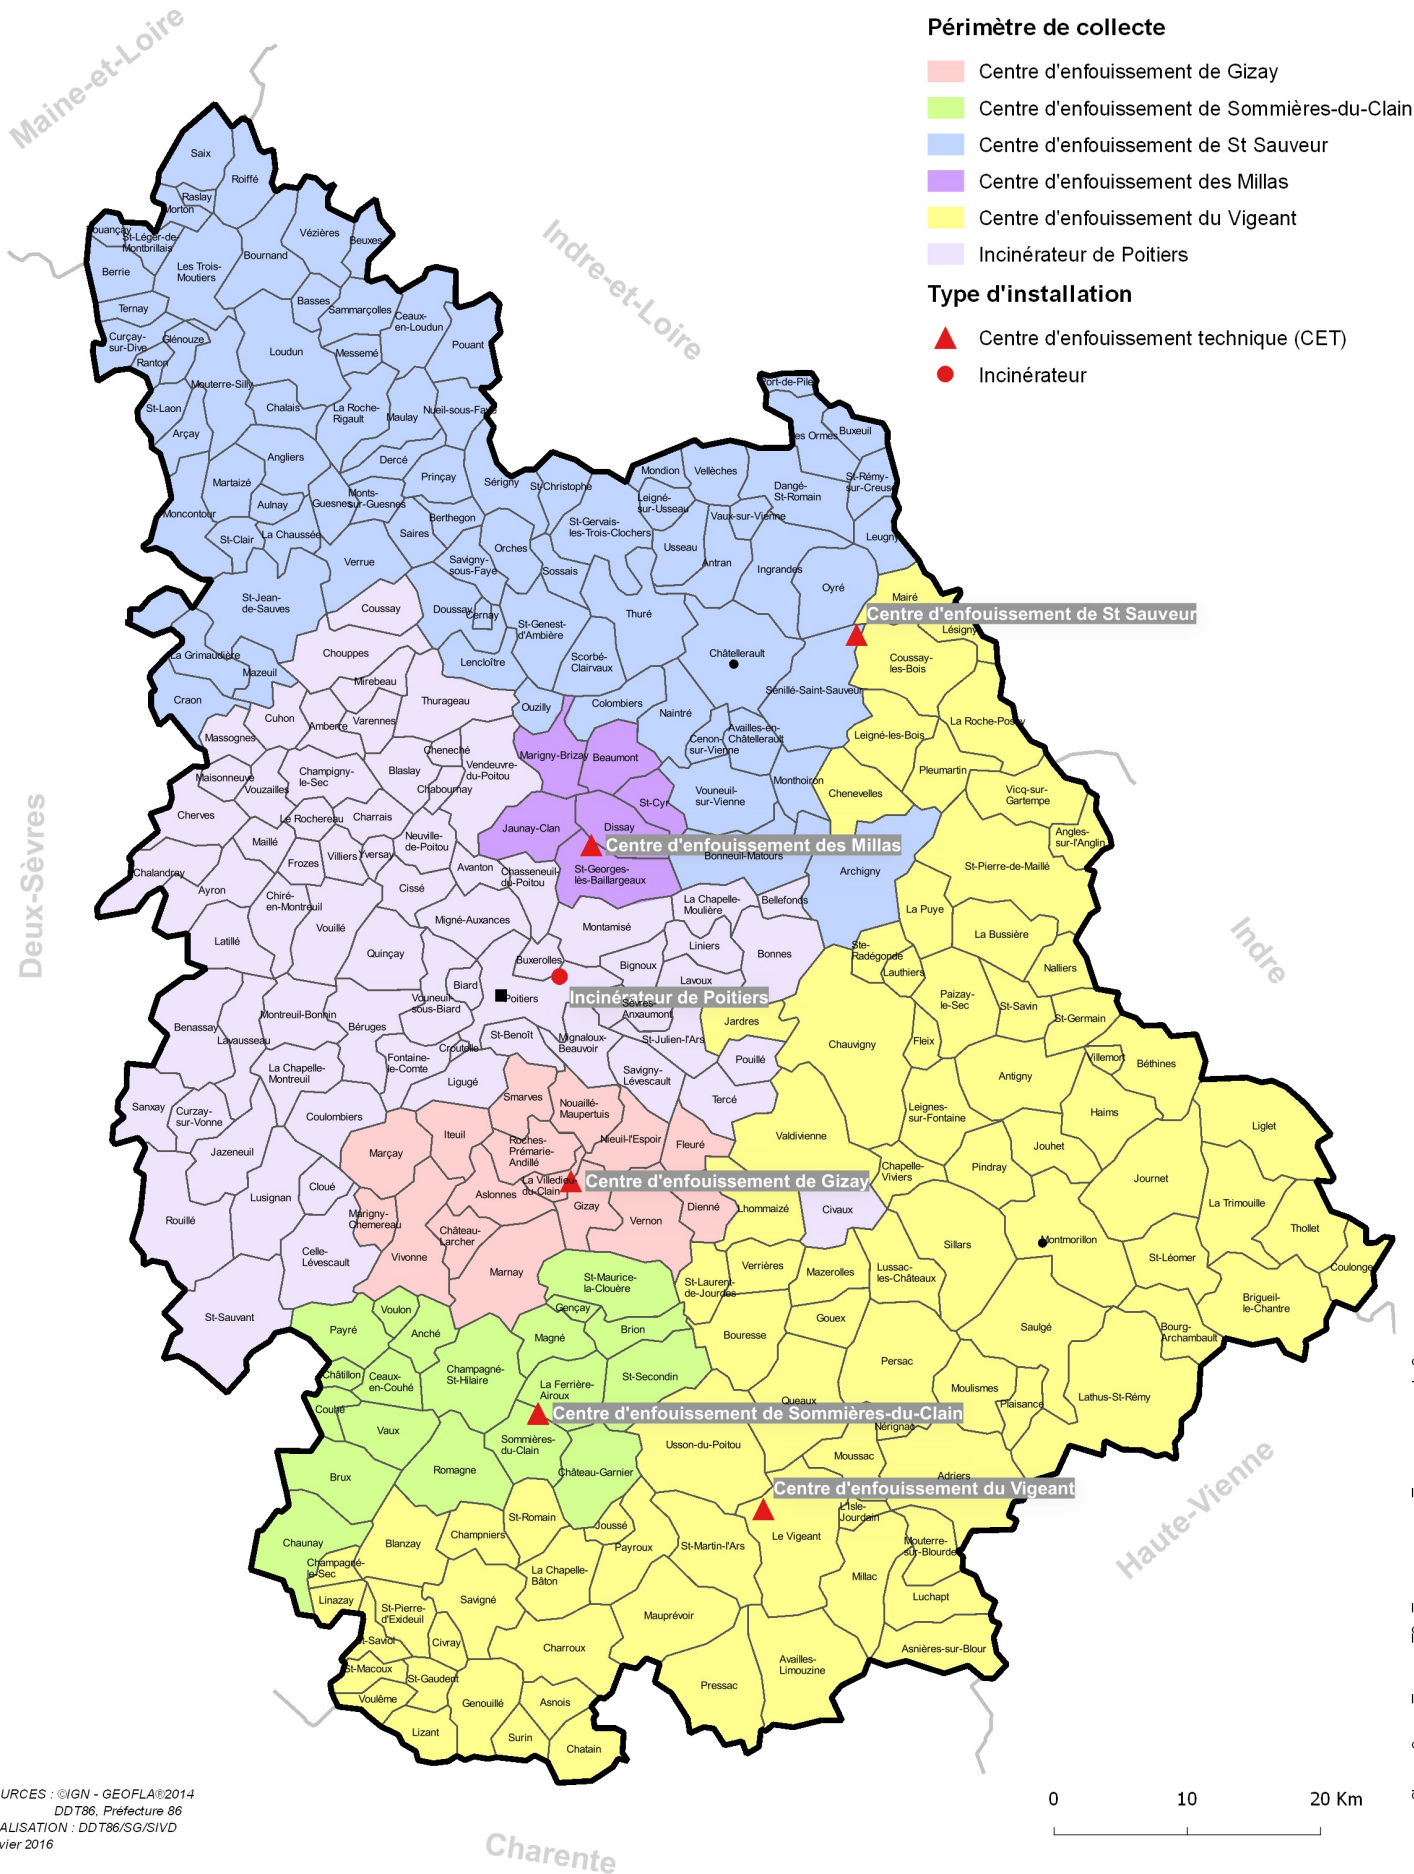 Périmètre de collecte
Centre d'enfouissement de Gizay
Centre d'enfouissement de Sommières-du-Clain
Centre d'enfouissement de St Sauveur
Centre d'enfouissement des Millas
Centre d'enfouissement du Vigeant
Incinérateur de Poitiers
Type d'installation
Centre d'enfouissement technique (CET)
Incinérateur
Maine-et-Loire
Indre-et-Loire
Deux-Sèvres
Indre
Haute-Vienne
Charente
Saix
Roiffé
Raslay
Morton
St-Léger-de-
Montbrillais
Vézières
Beuxes
Berrie
Les Trois-
Moutiers
Bournand
Ternay
Basses
Sammarçolles
Ceaux-
en-Loudun
Curçay-
sur-Dive
Glénouze
Ranton
Loudun
Messemé
Pouant
Mouterre-Silly
St-Laon
Chalais
La Roche-
Rigault
Maulay
Nueil-sous-Faye
Arçay
Angliers
Dercé
Martaizé
Prinçay
Sérigny
St-Christophe
Mondion
Vellèches
Port-de-Pile
es Ormes
Buxeuil
St-Rémy-
sur-Creuse
Dangé-
St-Romain
Leigné-
sur-Usseau
Aulnay
Guesnes
Monts-
sur-Guesnes
Moncontour
Berthegon
St-Gervais-
les-Trois-Clochers
Vaux-sur-Vienne
St-Clair
La Chaussée
Saires
Orches
Usseau
Leugny
Verrue
Savigny-
sous-Faye
Sossais
Antran
Ingrandes
Oyré
Mairé
St-Jean-
de-Sauves
Coussay
Doussay
Cernay
Thuré
Centre d'enfouissement de St Sauveur
Lésigny
St-Genest-
d'Ambière
La Grimaudière
Mazeuil
Chouppes
Lencloître
Scorbé-
Clairvaux
Châtellerault
Coussay-
les-Bois
Craon
Mirebeau
Thurageau
Ouzilly
Colombiers
Sénillé-Saint-Sauveur
Cuhon
Amberre
Varennes
Naintré
La Roche-Posay
Massognes
Cheneché
Marigny-Brizay
Beaumont
Cenon-
sur-Vienne
Availles-en-
Châtellerault
Leigné-les-Bois
Maisonneuve
Vouzailles
Champigny-
le-Sec
Blaslay
Vendeuvre-
du-Poitou
Chabournay
Monthoiron
Pleumartin
Vouneuil-
sur-Vienne
Chenevelles
Vicq-sur-
Gartempe
Cherves
Le Rochereau
Charrais
St-Cyr
Jaunay-Clan
Dissay
Angles-
sur-l'Anglin
Maillé
Neuville-
de-Poitou
Centre d'enfouissement des Millas
Bonneuil-Matours
Frozes
Villiers
Yversay
Avanton
Chasseneuil-
du-Poitou
St-Georges-
lès-Baillargeaux
Archigny
St-Pierre-de-Maillé
Chalandray
Ayron
Chiré-
en-Montreuil
Cissé
La Chapelle-
Moulière
Bellefonds
La Puye
Latillé
Vouillé
Migné-Auxances
Montamisé
La Bussière
Quinçay
Buxerolles
Bignoux
Liniers
Bonnes
Ste-
Radégonde
Lauthiers
Nalliers
Biard
Lavoux
Vouneuil-
sous-Biard
Poitiers
Incinérateur de Poitiers
Sèvres-
Anxaumont
Paizay-
le-Sec
St-Savin
St-Germain
Benassay
Lavausseau
Montreuil-Bonnin
Béruges
St-Benoît
Mignaloux-
Beauvoir
St-Julien-l'Ars
Jardres
Chauvigny
Fleix
Croutelle
Fontaine-
le-Comte
Pouillé
Villemort
Béthines
La Chapelle-
Montreuil
Ligugé
Savigny-
Lévescault
Antigny
Sanxay
Curzay-
sur-Vonne
Coulombiers
Smarves
Nouaillé-
Maupertuis
Tercé
Leignes-
sur-Fontaine
Haims
Liglet
Iteuil
Nieuil-l'Espoir
Fleuré
Valdivienne
Jouhet
Jazeneuil
Marçay
Roches-
Prémarie-
Andillé
Chapelle-
Viviers
Pindray
Journet
Lusignan
Cloué
La Villedieu-
du-Clain
Centre d'enfouissement de Gizay
Aslonnes
Gizay
Dienné
Lhommaizé
Civaux
La Trimouille
Rouillé
Marigny-
Chemereau
Château-
Larcher
Vernon
Thollet
Celle-
Lévescault
Vivonne
Marnay
Sillars
Montmorillon
St-Léomer
Coulonge
St-Maurice-
la-Clouère
St-Laurent-
de-Jourdes
Verrières
Mazerolles
Lussac-
les-Châteaux
Brigueil-
le-Chantre
St-Sauvant
Voulon
Gençay
Gouex
Payré
Anché
Magné
Brion
Bouresse
Saulgé
Bourg-
Archambault
Châtillon
Ceaux-
en-Couhé
Champagné-
St-Hilaire
La Ferrière-
Airoux
St-Secondin
Persac
Moulismes
Lathus-St-Rémy
Couhé
Queaux
Plaisance
Centre d'enfouissement de Sommières-du-Clain
Nérignac
Vaux
Sommières-
du-Clain
Usson-du-Poitou
Moussac
Brux
Romagne
Château-Garnier
Adriers
Centre d'enfouissement du Vigeant
L'Isle-
Jourdain
Chaunay
Blanzay
Champniers
St-Romain
Joussé
Payroux
St-Martin-l'Ars
Le Vigeant
Mouterre-
sur-Blourde
Champagné-
le-Sec
La Chapelle-
Bâton
Millac
Linazay
St-Pierre-
d'Exideuil
Savigné
Mauprévoir
Luchapt
St-Saviol
Civray
Charroux
Asnières-sur-Blour
St-Macoux
St-Gaudent
Availles-
Limouzine
Voulême
Genouillé
Asnois
Pressac
Lizant
Surin
Chatain
URCES : ©IGN - GEOFLA®2014
DDT86, Préfecture 86
ALISATION : DDT86/SG/SIVD
vier 2016
0 10 20 Km